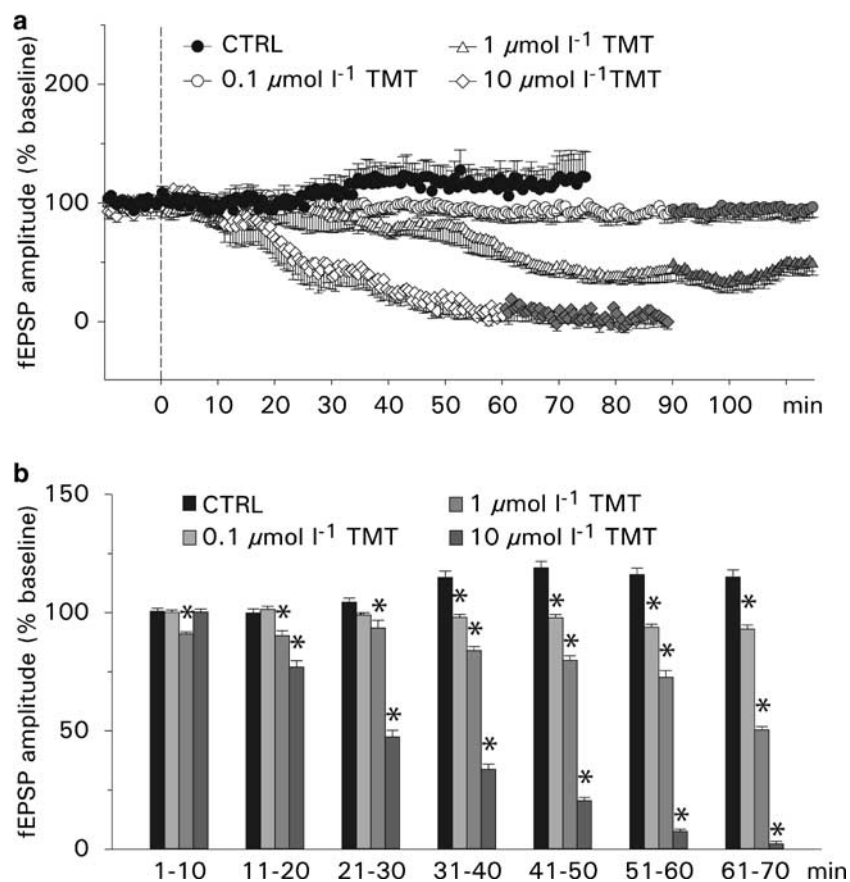 a
CTRL
1 µmol l-1 TMT
0.1 µmol l-1 TMT
10 µmol l-1TMT
fEPSP amplitude (% baseline)
200
100
0
0 10 20 30 40 50 60 70 80 90 100 min
b
CTRL
1 µmol l-1 TMT
0.1 µmol l-1 TMT
10 µmol l-1 TMT
fEPSP amplitude (% baseline)
150
100
50
0
* * * * * * * * * * * * * * * * * *
1-10 11-20 21-30 31-40 41-50 51-60 61-70 min